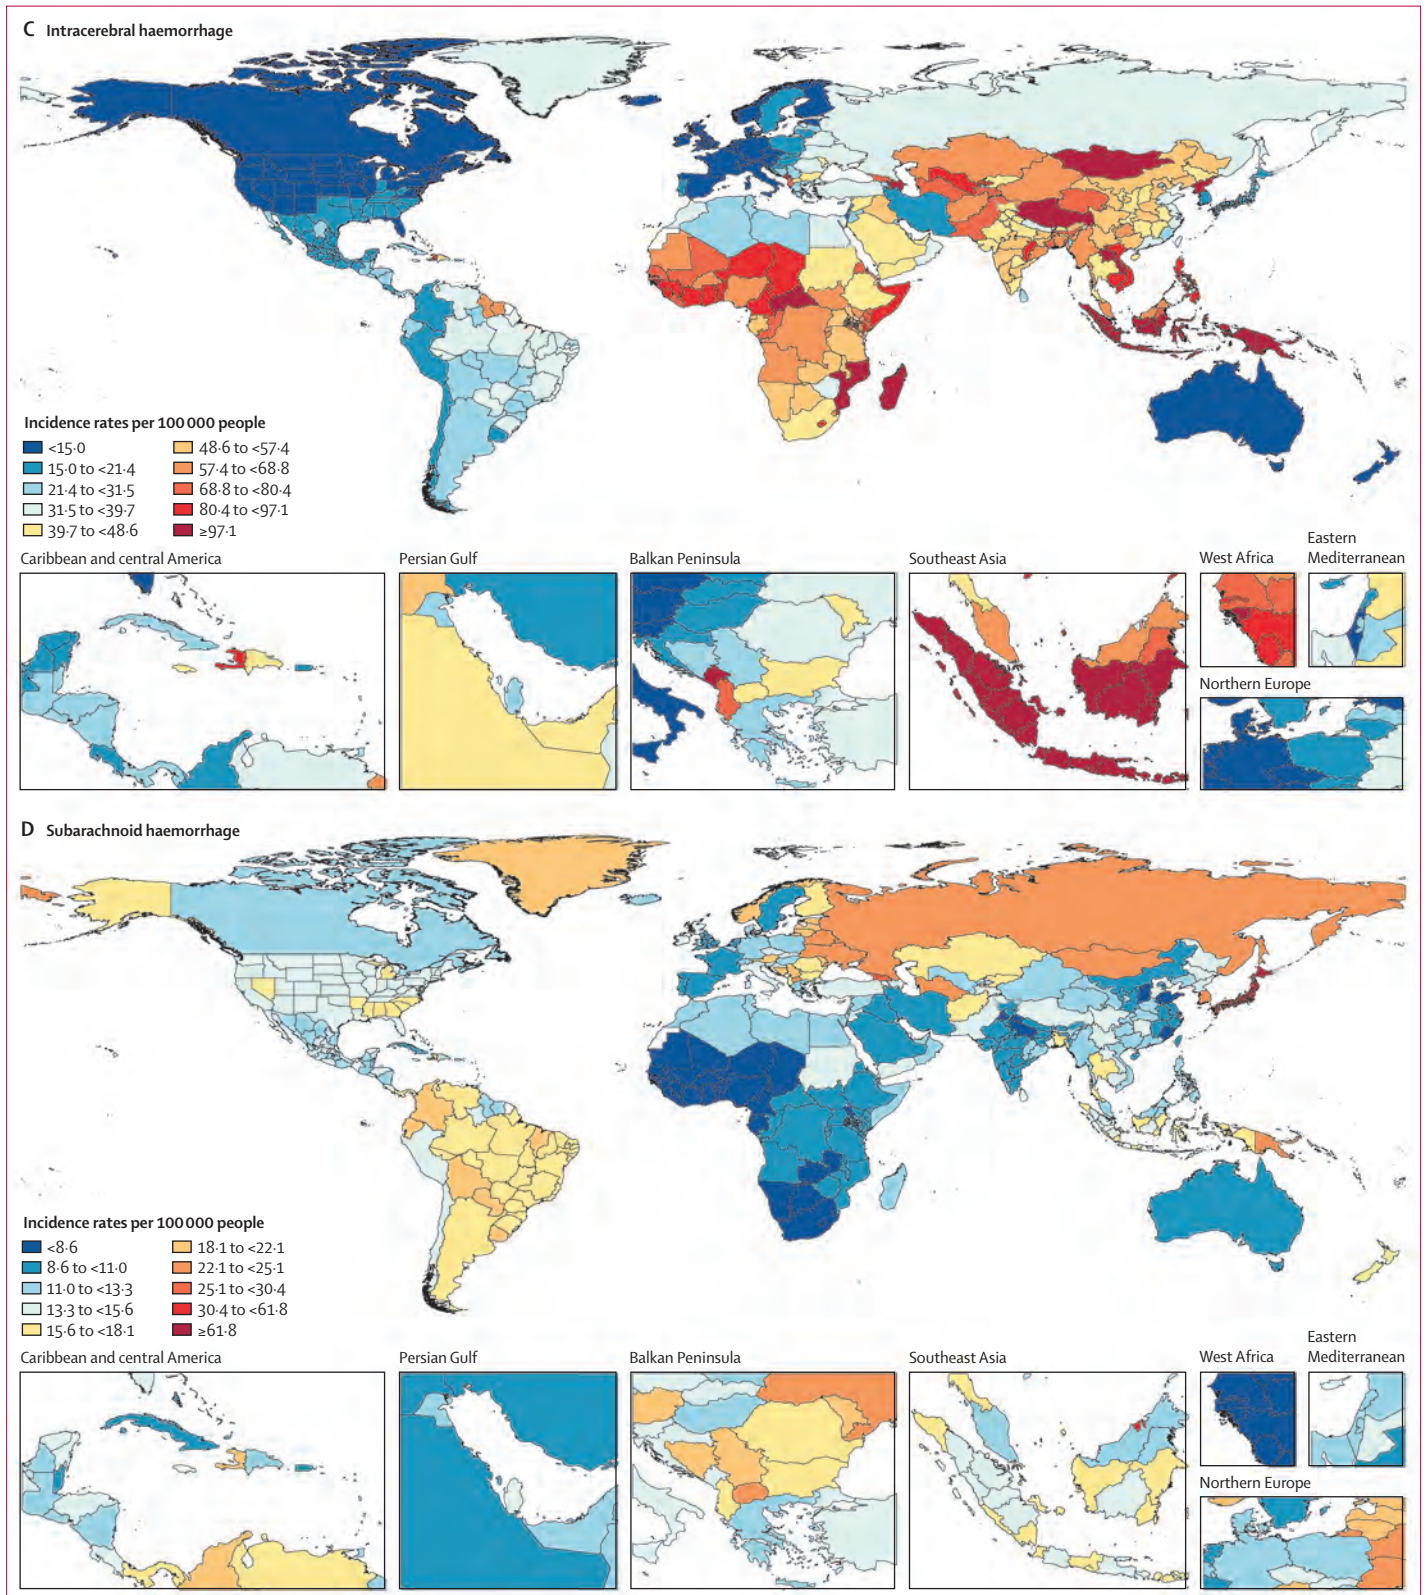 C Intracerebral haemorrhage
Incidence rates per 100 000 people
<15·0
15·0 to <21·4
21·4 to <31·5
31·5 to <39·7
39·7 to <48·6
48·6 to <57·4
57·4 to <68·8
68·8 to <80·4
80·4 to <97·1
≥97·1
Caribbean and central America
Persian Gulf
Balkan Peninsula
Southeast Asia
West Africa
Eastern
Mediterranean
Northern Europe
D Subarachnoid haemorrhage
Incidence rates per 100 000 people
<8·6
8·6 to <11·0
11·0 to <13·3
13·3 to <15·6
15·6 to <18·1
18·1 to <22·1
22·1 to <25·1
25·1 to <30·4
30·4 to <61·8
≥61·8
Caribbean and central America
Persian Gulf
Balkan Peninsula
Southeast Asia
West Africa
Eastern
Mediterranean
Northern Europe